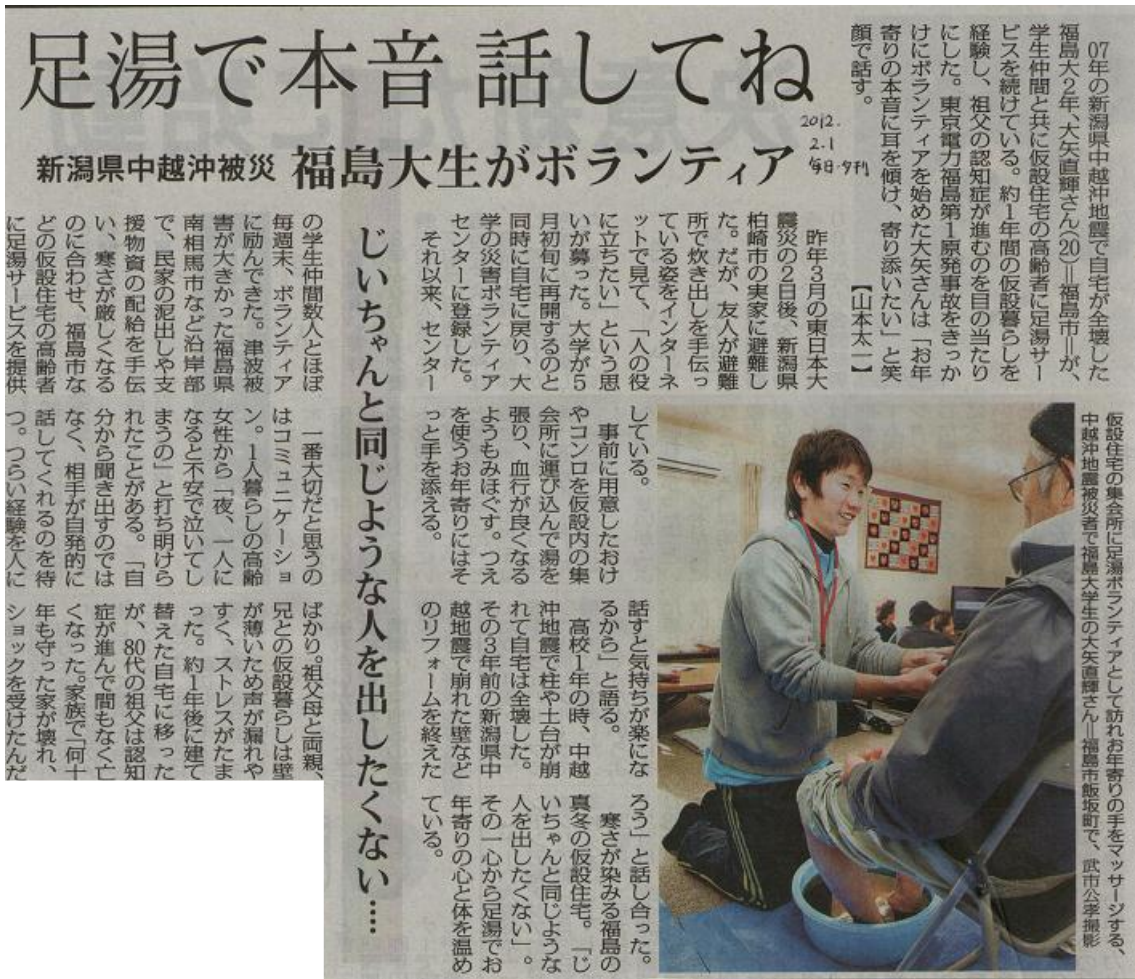 足湯で本音 話してね
新潟県中越沖被災 福島大生がボランティア
2012.
2.1
毎日・夕刊
07年の新潟県中越沖地震で自宅が全壊した
福島大2年、大矢直輝さん(20)=福島市=が、
学生仲間と共に仮設住宅の高齢者に足湯サー
ビスを続けている。約1年間の仮設暮らしを
経験し、祖父の認知症が進むのを目の当たり
にした。東京電力福島第1原発事故をきっか
けにボランティアを始めた大矢さんは「お年
寄りの本音に耳を傾け、寄り添いたい」と笑
顔で話す。
【山本太一】
昨年3月の東日本大
震災の2日後、新潟県
柏崎市の実家に避難し
た。だが、友人が避難
所で炊き出しを手伝っ
ている姿をインターネ
ットで見て、「人の役
に立ちたい」という思
いが募った。大学が5
月初旬に再開するのと
同時に自宅に戻り、大
学の災害ボランティア
センターに登録した。
それ以来、センター
の学生仲間数人とほぼ
毎週末、ボランティア
に励んできた。津波被
害が大きかった福島県
南相馬市など沿岸部
で、民家の泥出しや支
援物資の配給を手伝
い、寒さが厳しくなる
のに合わせ、福島市な
どの仮設住宅の高齢者
に足湯サービスを提供
している。
事前に用意したおけ
やコンロを仮設内の集
会所に運び込んで湯を
張り、血行が良くなる
ようもみほぐす。つえ
を使うお年寄りにはそ
っと手を添える。
じいちゃんと同じような人を出したくない‥‥
一番大切だと思うの
はコミュニケーショ
ン。1人暮らしの高齢
女性から「夜、一人に
なると不安で泣いてし
まうの」と打ち明けら
れたことがある。「自
分から聞き出すのでは
なく、相手が自発的に
話してくれるのを待
つ。つらい経験を人に
話すと気持ちが楽にな
るから」と語る。
高校1年の時、中越
沖地震で柱や土台が崩
れて自宅は全壊した。
その3年前の新潟県中
越地震で崩れた壁など
のリフォームを終えた
ばかり。祖父母と両親、
兄との仮設暮らしは壁
が薄いため声が漏れや
すく、ストレスがたま
った。約1年後に建て
替えた自宅に移った
が、80代の祖父は認知
症が進んで間もなく亡
くなった。家族で「何十
年も守った家が壊れ、
ショックを受けたんだ
ろう」と話し合った。
寒さが染みる福島の
真冬の仮設住宅。「じ
いちゃんと同じような
人を出したくない」。
その一心から足湯でお
年寄りの心と体を温め
ている。
仮設住宅の集会所に足湯ボランティアとして訪れお年寄りの手をマッサージする、
中越沖地震被災者で福島大学生の大矢直輝さん=福島市飯坂町で、武市公孝撮影